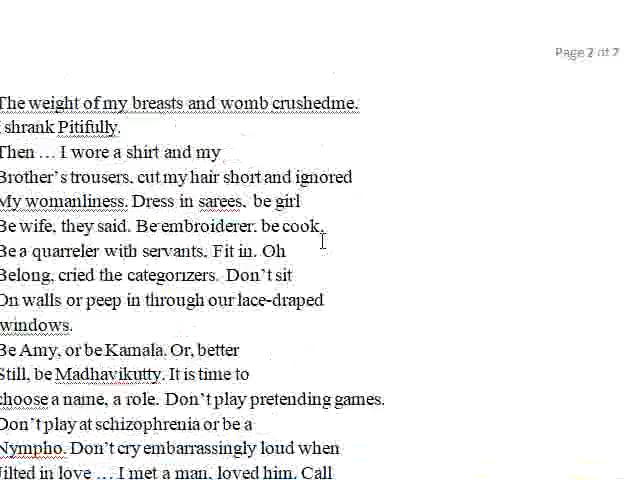 Page 2 of 7
The weight of my breasts and womb crushedme.
shrank Pitifully.
Then … I wore a shirt and my
Brother's trousers, cut my hair short and ignored
My womanliness. Dress in sarees, be girl
Be wife, they said. Be embroiderer, be cook,
Be a quarreler with servants. Fit in. Oh
Belong, cried the categorizers. Don't sit
On walls or peep in through our lace-draped
windows.
Be Amy, or be Kamala. Or, better
Still, be Madhavikutty. It is time to
choose a name, a role. Don't play pretending games.
Don't play at schizophrenia or be a
Nympho. Don't cry embarrassingly loud when
Jilted in love … I met a man, loved him. Call